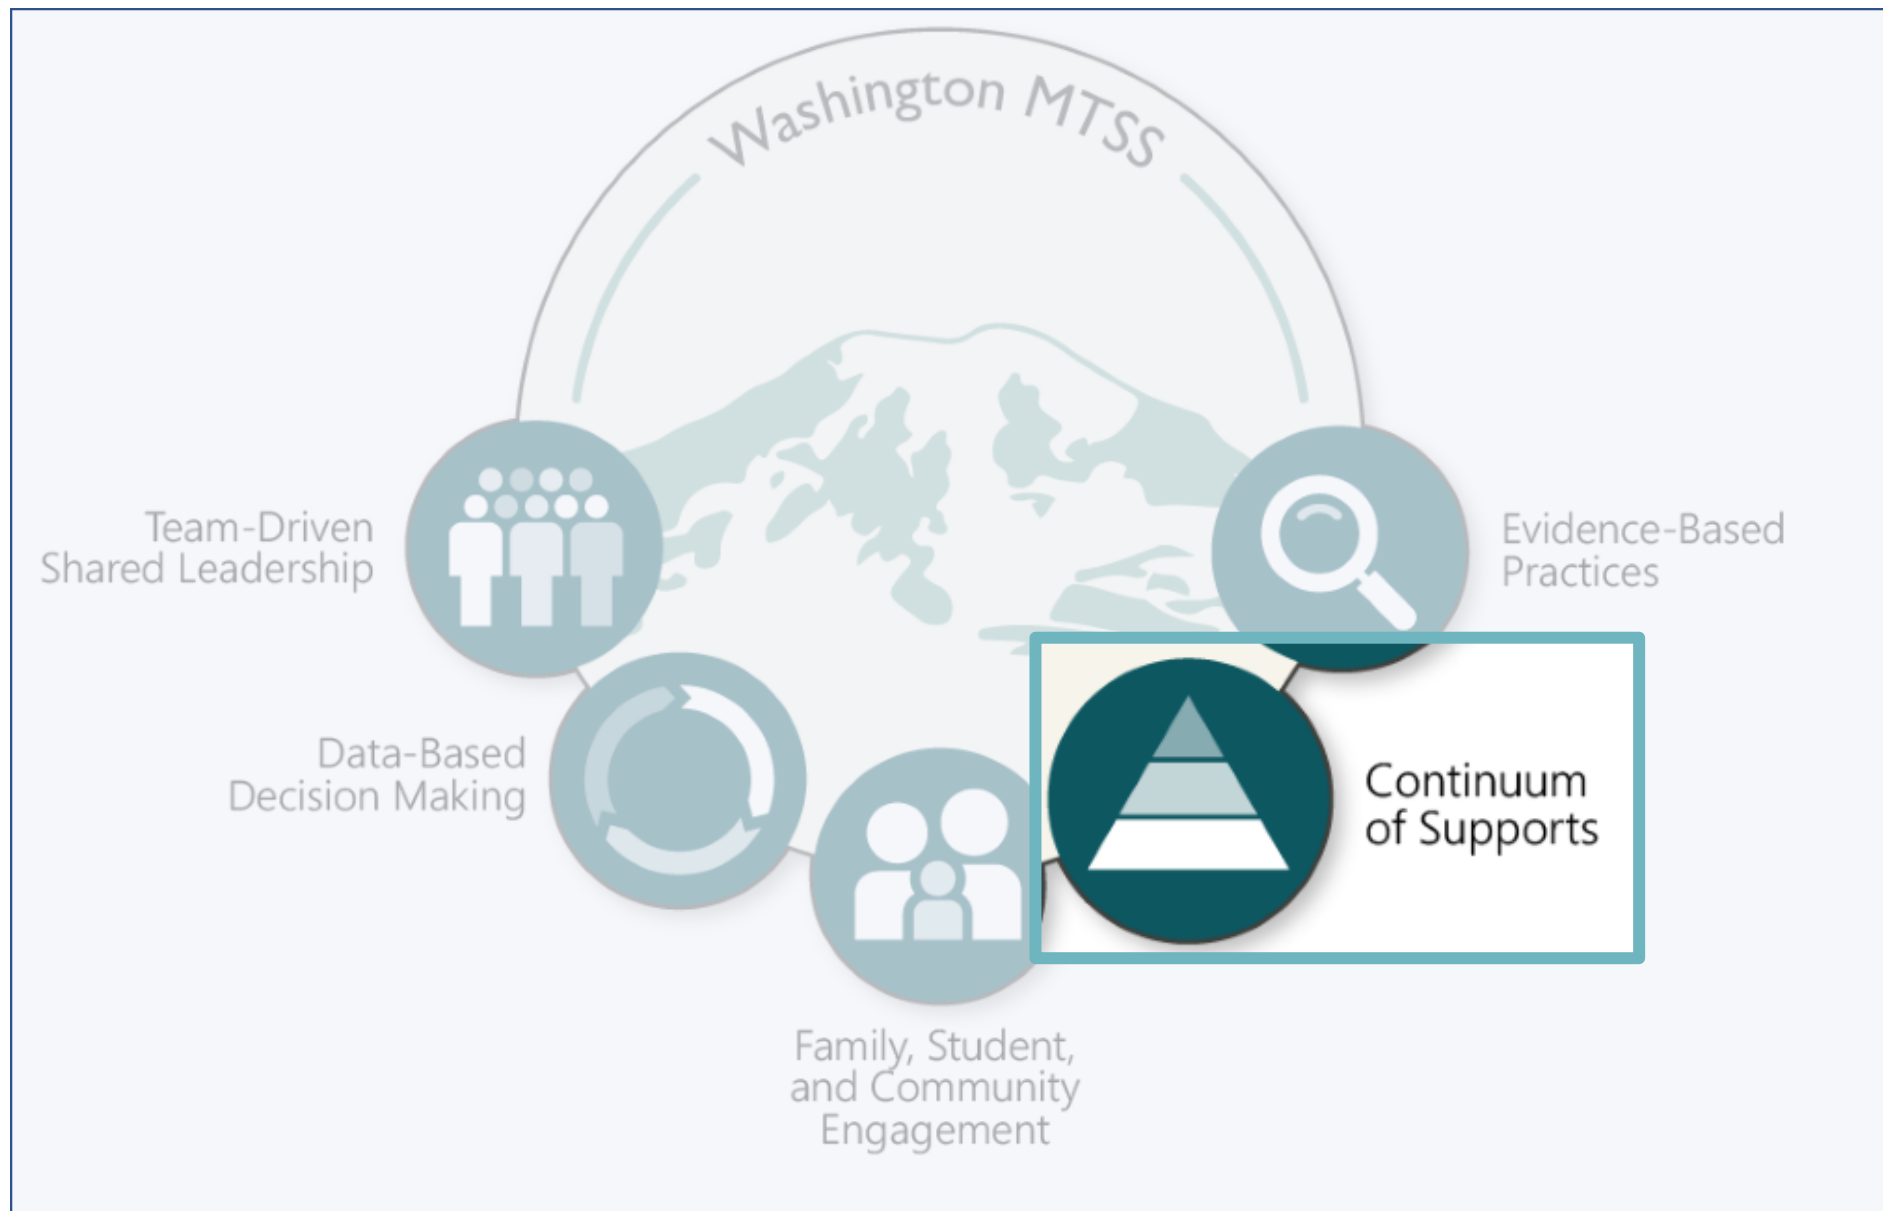 Washington MTSS
Team-Driven
Shared Leadership
Evidence-Based
Practices
Data-Based
Decision Making
Continuum
of Supports
Family, Student,
and Community
Engagement